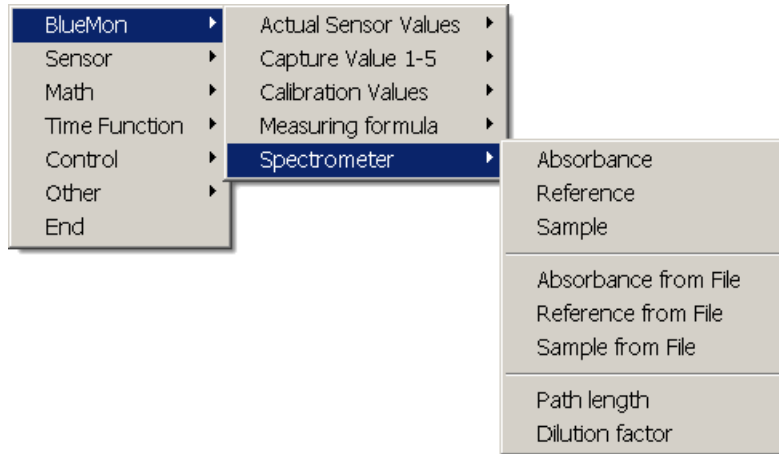 BlueMon
Sensor
Math
Time Function
Control
Other
End
Actual Sensor Values
Capture Value 1-5
Calibration Values
Measuring formula
Spectrometer
Absorbance
Reference
Sample
Absorbance from File
Reference from File
Sample from File
Path length
Dilution factor